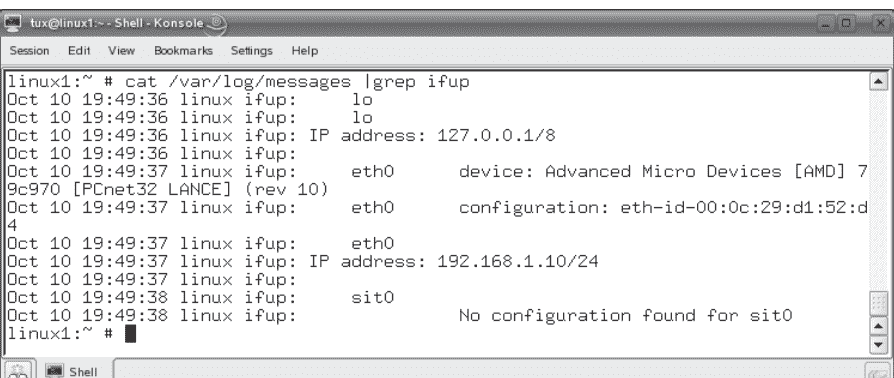 tux@linux1:~ - Shell - Konsole
Session Edit View Bookmarks Settings Help
linux1:~ # cat /var/log/messages |grep ifup
Oct 10 19:49:36 linux ifup:     lo
Oct 10 19:49:36 linux ifup:     lo
Oct 10 19:49:36 linux ifup: IP address: 127.0.0.1/8
Oct 10 19:49:36 linux ifup:
Oct 10 19:49:37 linux ifup:     eth0      device: Advanced Micro Devices [AMD] 7
9c970 [PCnet32 LANCE] (rev 10)
Oct 10 19:49:37 linux ifup:     eth0      configuration: eth-id-00:0c:29:d1:52:d
4
Oct 10 19:49:37 linux ifup:     eth0
Oct 10 19:49:37 linux ifup: IP address: 192.168.1.10/24
Oct 10 19:49:37 linux ifup:
Oct 10 19:49:38 linux ifup:     sit0
Oct 10 19:49:38 linux ifup:               No configuration found for sit0
linux1:~ #
Shell